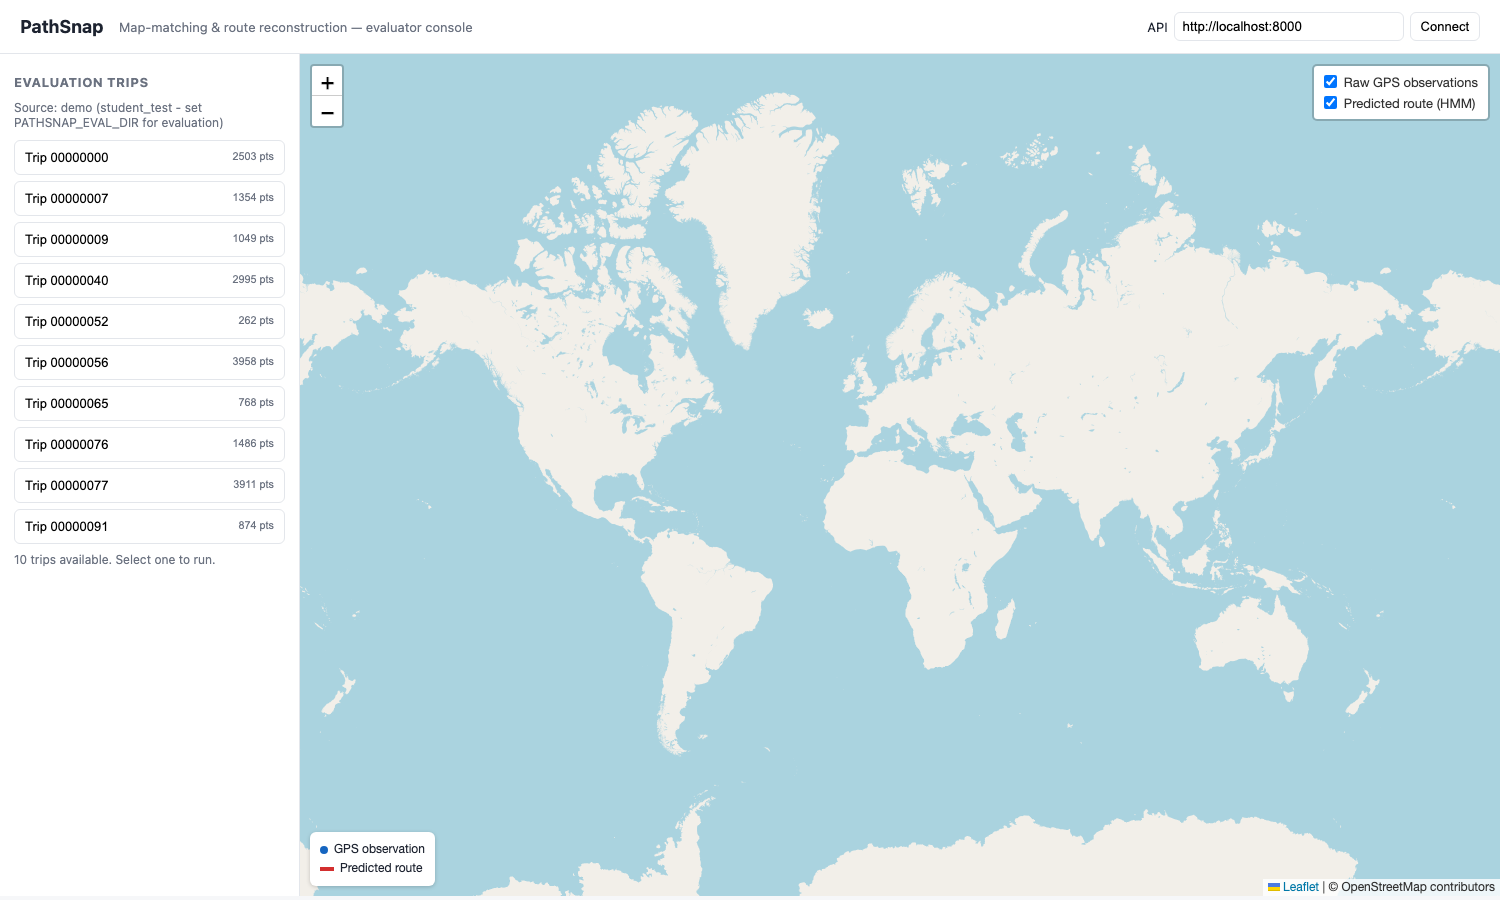 PathSnap
Map-matching & route reconstruction — evaluator console
API
http://localhost:8000
Connect
EVALUATION TRIPS
Source: demo (student_test - set
PATHSNAP_EVAL_DIR for evaluation)
Trip 00000000 2503 pts
Trip 00000007 1354 pts
Trip 00000009 1049 pts
Trip 00000040 2995 pts
Trip 00000052 262 pts
Trip 00000056 3958 pts
Trip 00000065 768 pts
Trip 00000076 1486 pts
Trip 00000077 3911 pts
Trip 00000091 874 pts
10 trips available. Select one to run.
+
−
Raw GPS observations
Predicted route (HMM)
GPS observation
Predicted route
Leaflet | © OpenStreetMap contributors